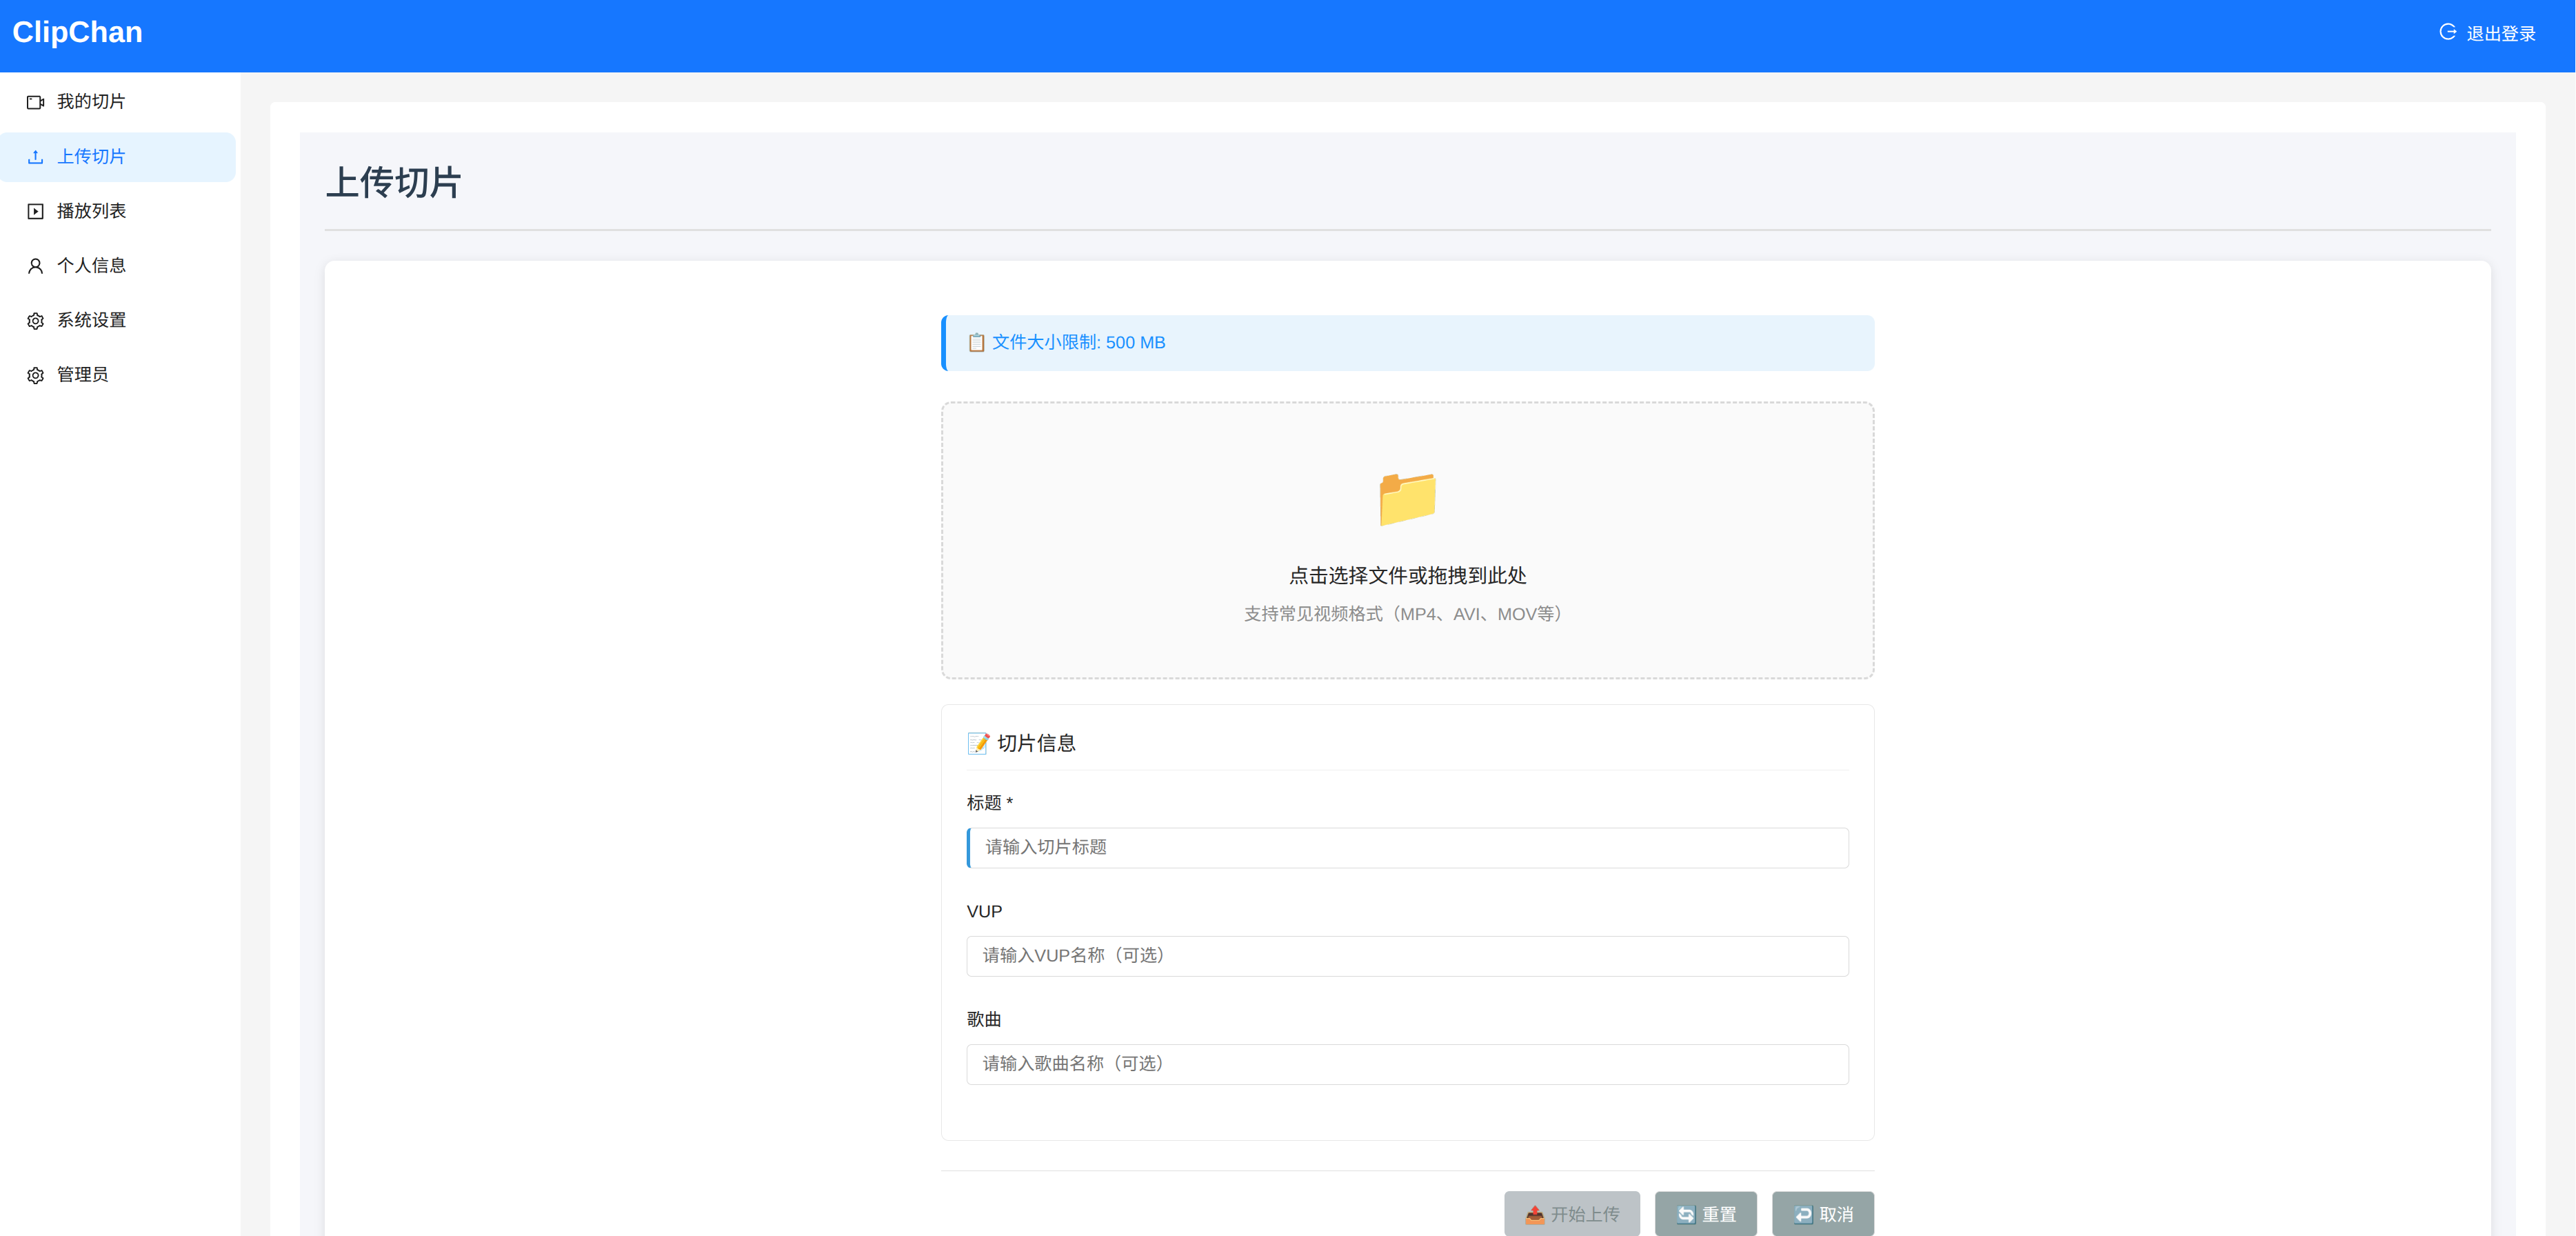 ClipChan
退出登录
我的切片
上传切片
播放列表
个人信息
系统设置
管理员
上传切片
📋 文件大小限制: 500 MB
点击选择文件或拖拽到此处
支持常见视频格式（MP4、AVI、MOV等）
📝 切片信息
标题 *
请输入切片标题
VUP
请输入VUP名称（可选）
歌曲
请输入歌曲名称（可选）
📤 开始上传
🔄 重置
↩️ 取消